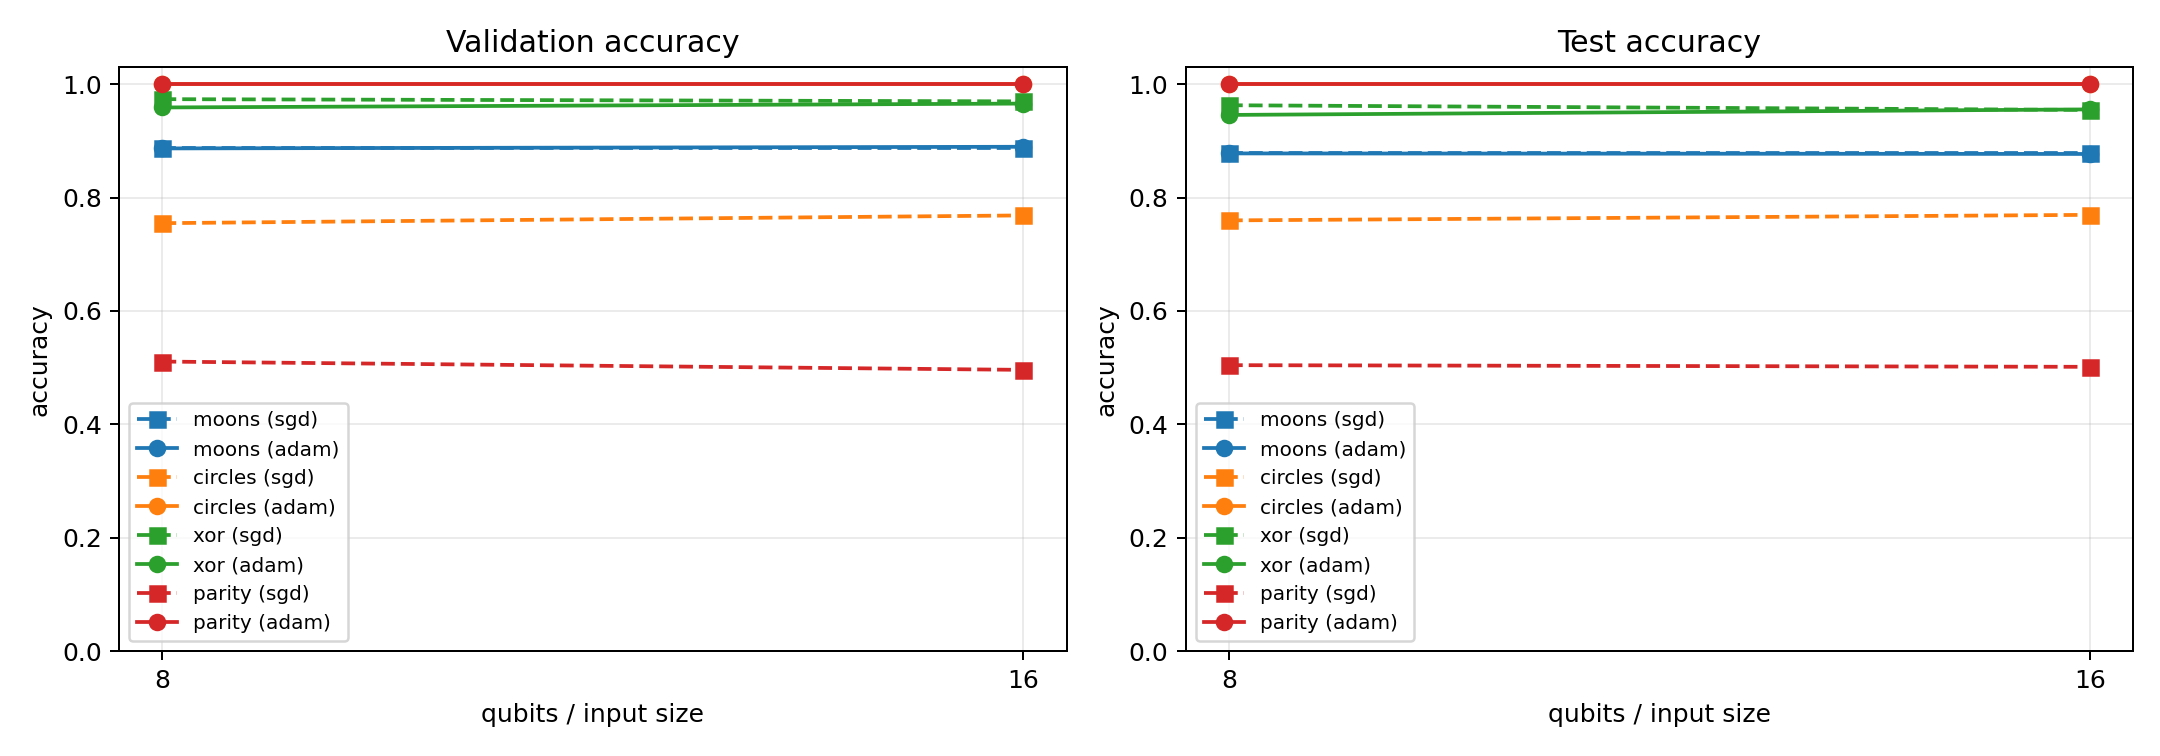 Validation accuracy
accuracy
1.0
0.8
0.6
0.4
0.2
0.0
moons (sgd)
moons (adam)
circles (sgd)
circles (adam)
xor (sgd)
xor (adam)
parity (sgd)
parity (adam)
8
16
qubits / input size
Test accuracy
accuracy
1.0
0.8
0.6
0.4
0.2
0.0
moons (sgd)
moons (adam)
circles (sgd)
circles (adam)
xor (sgd)
xor (adam)
parity (sgd)
parity (adam)
8
16
qubits / input size